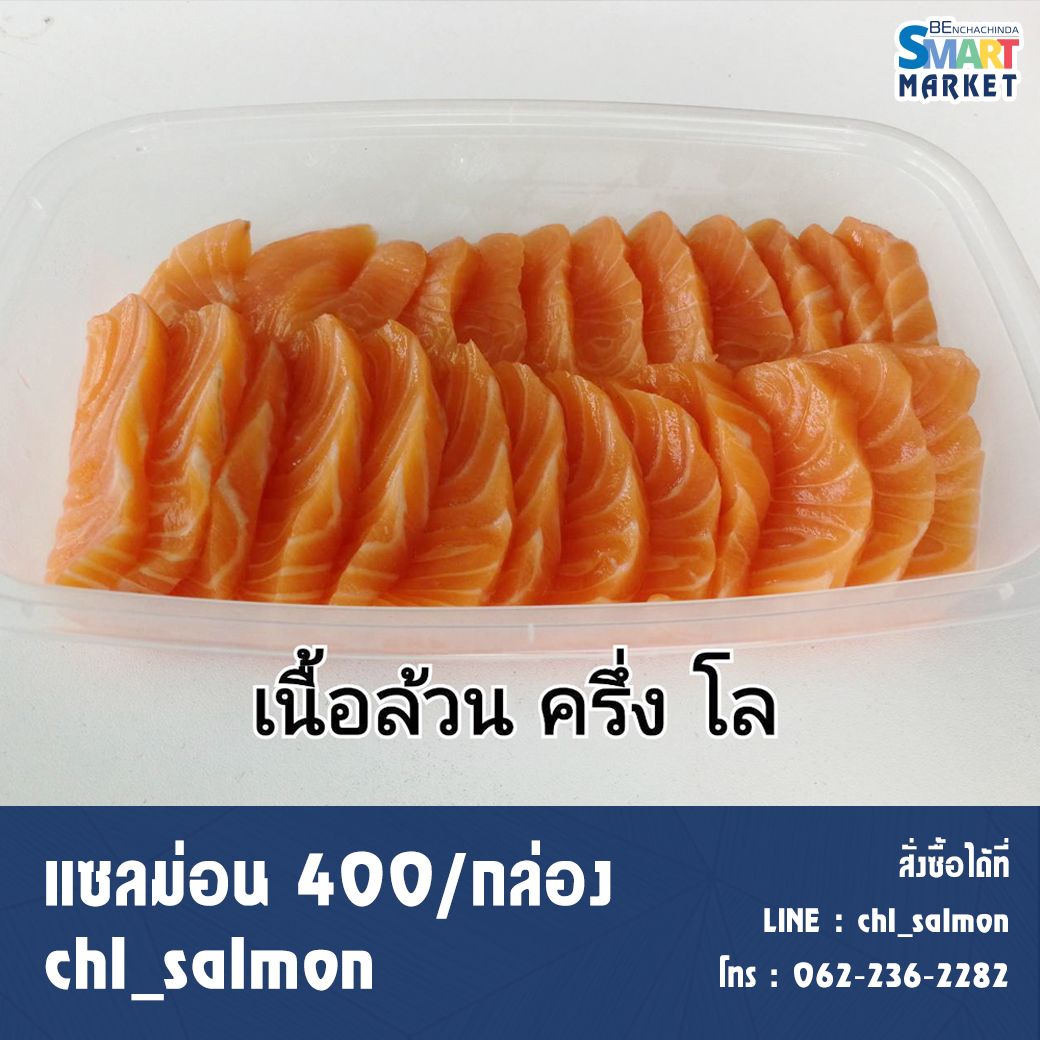 BENCHACHINDA
SMART
MARKET
เนื้อล้วน ครึ่ง โล
แซลม่อน 400/กล่อง
chl_salmon
สั่งซื้อได้ที่
LINE : chl_salmon
โทร : 062-236-2282